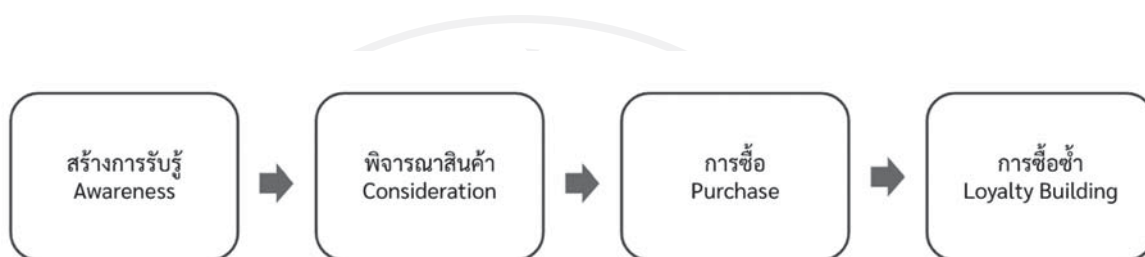 สร้างการรับรู้
Awareness
พิจารณาสินค้า
Consideration
การซื้อ
Purchase
การซื้อซ้ำ
Loyalty Building